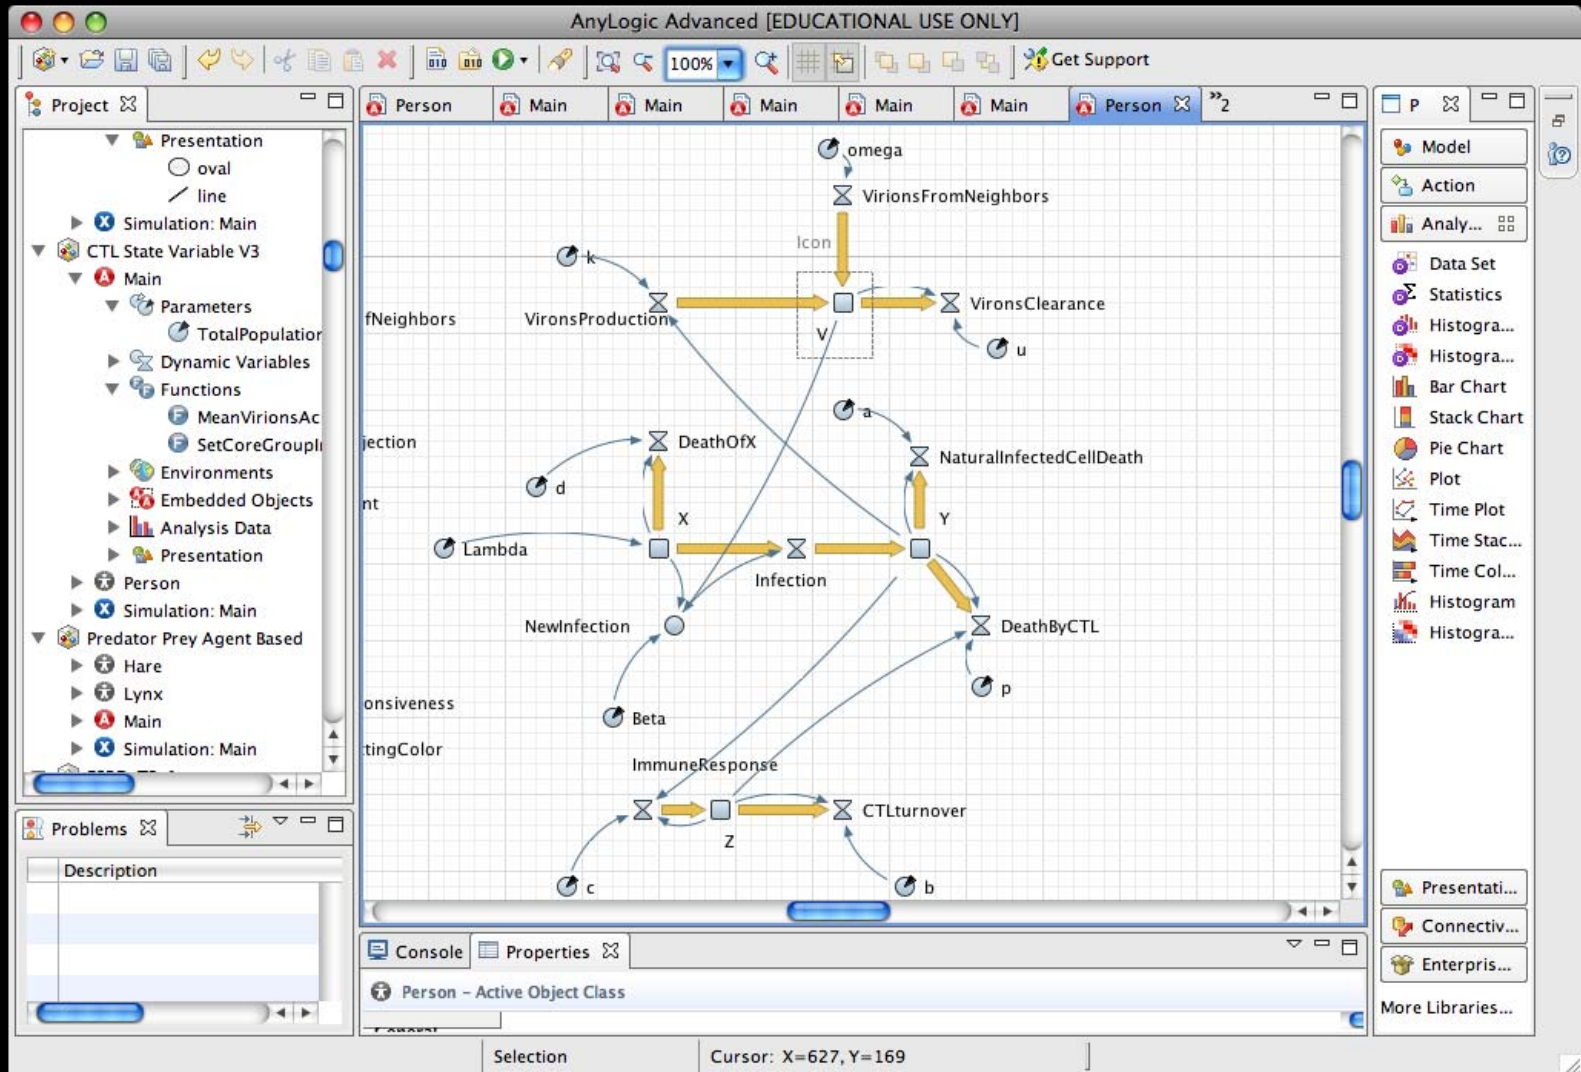 AnyLogic Advanced [EDUCATIONAL USE ONLY]
100%
Get Support
Project
Presentation
oval
line
Simulation: Main
CTL State Variable V3
Main
Parameters
TotalPopulation
Dynamic Variables
Functions
MeanVirionsAc
SetCoreGroupIn
Environments
Embedded Objects
Analysis Data
Presentation
Person
Simulation: Main
Predator Prey Agent Based
Hare
Lynx
Main
Simulation: Main
Problems
Description
Person
Main
Main
Main
Main
Main
Person
»2
omega
VirionsFromNeighbors
Icon
k
fNeighbors
VironsProduction
V
VironsClearance
u
a
jection
DeathOfX
NaturalInfectedCellDeath
d
nt
X
Y
Lambda
Infection
NewInfection
DeathByCTL
p
onsiveness
Beta
tingColor
ImmuneResponse
CTLturnover
Z
c
b
Console
Properties
Person – Active Object Class
P
Model
Action
Analy...
Data Set
Statistics
Histogra...
Histogra...
Bar Chart
Stack Chart
Pie Chart
Plot
Time Plot
Time Stac...
Time Col...
Histogram
Histogra...
Presentati...
Connectiv...
Enterpris...
More Libraries...
Selection
Cursor: X=627, Y=169